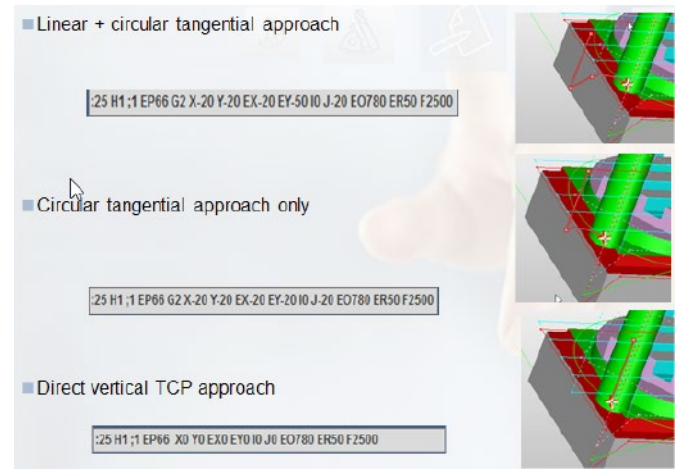 Linear + circular tangential approach
:25 H1 ;1 EP66 G2 X-20 Y-20 EX-20 EY-50 I0 J-20 EO780 ER50 F2500
Circular tangential approach only
:25 H1 ;1 EP66 G2 X-20 Y-20 EX-20 EY-20 I0 J-20 EO780 ER50 F2500
Direct vertical TCP approach
:25 H1 ;1 EP66 X0 Y0 EX0 EY0 I0 J0 EO780 ER50 F2500